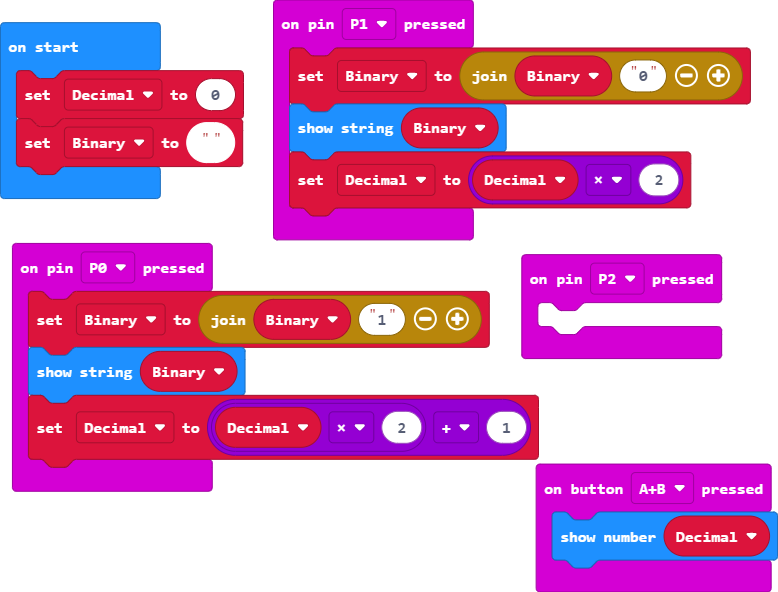 on start
set Decimal to 0
set Binary to " "
on pin P1 pressed
set Binary to join Binary "0"
show string Binary
set Decimal to Decimal × 2
on pin P0 pressed
set Binary to join Binary "1"
show string Binary
set Decimal to Decimal × 2 + 1
on pin P2 pressed
on button A+B pressed
show number Decimal